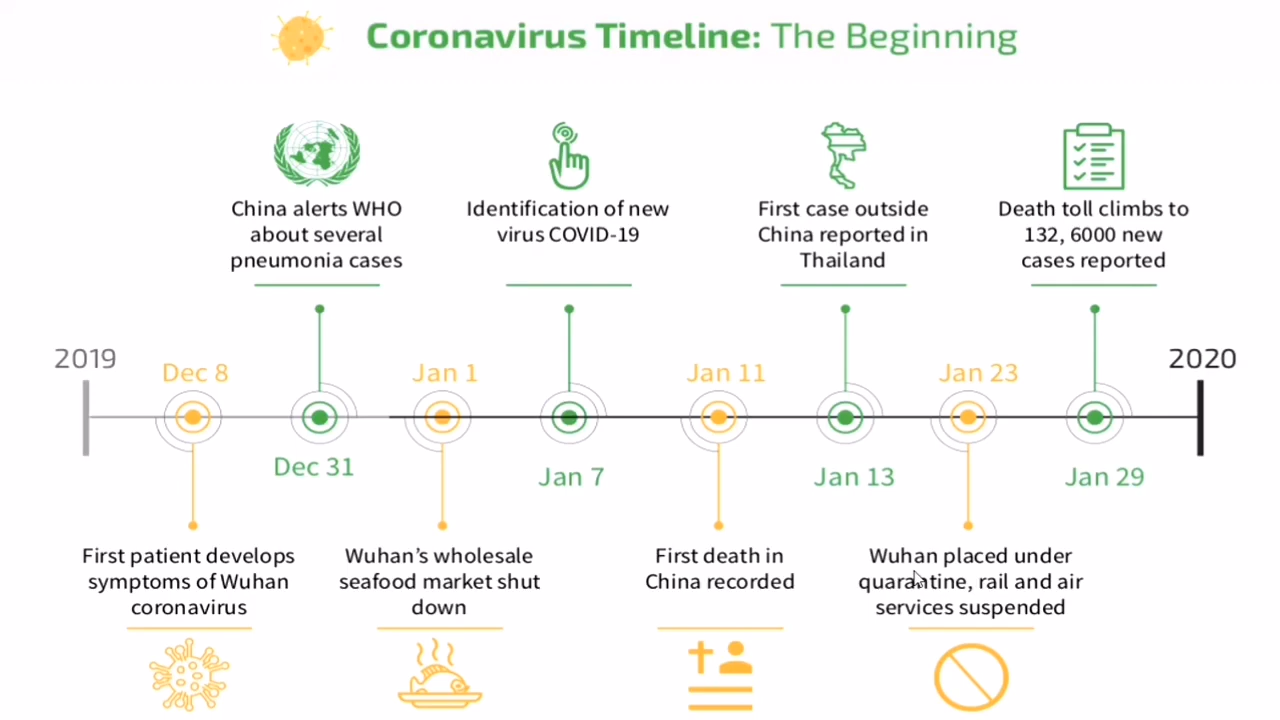 Coronavirus Timeline: The Beginning
China alerts WHO
about several
pneumonia cases
Identification of new
virus COVID-19
First case outside
China reported in
Thailand
Death toll climbs to
132, 6000 new
cases reported
2019
Dec 8
Jan 1
Jan 11
Jan 23
2020
Dec 31
Jan 7
Jan 13
Jan 29
First patient develops
symptoms of Wuhan
coronavirus
Wuhan’s wholesale
seafood market shut
down
First death in
China recorded
Wuhan placed under
quarantine, rail and air
services suspended